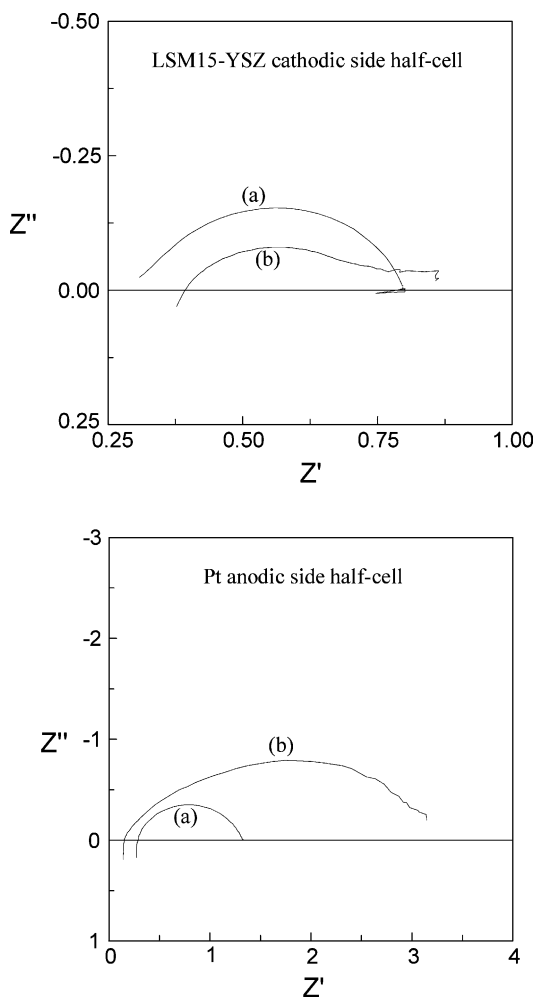 -0.50
LSM15-YSZ cathodic side half-cell
-0.25
(a)
Z"
(b)
0.00
0.25
0.25 0.50 0.75 1.00
Z'
-3
Pt anodic side half-cell
-2
-1
(b)
Z"
(a)
0
1
0 1 2 3 4
Z'